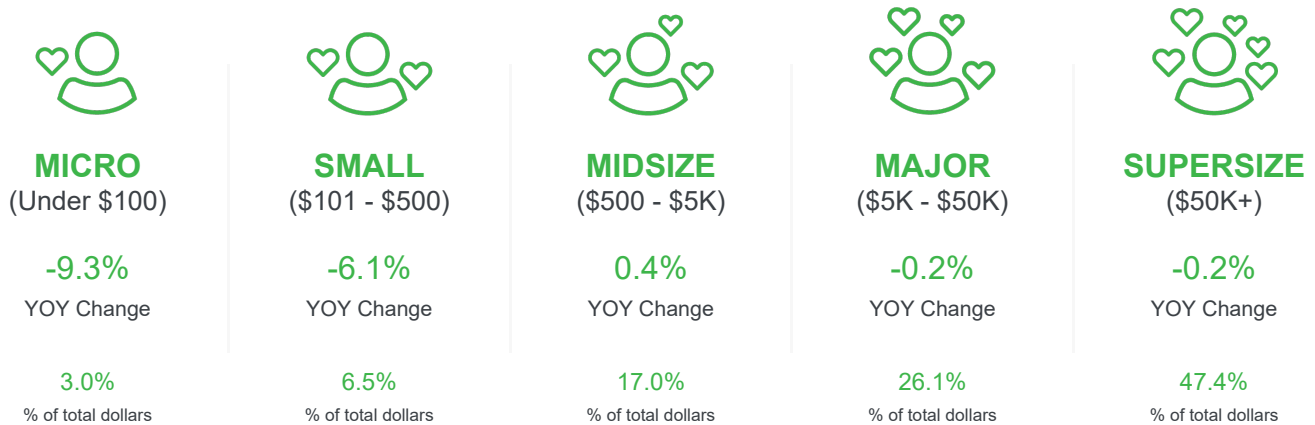 MICRO
(Under $100)
-9.3%
YOY Change
3.0%
% of total dollars
SMALL
($101 - $500)
-6.1%
YOY Change
6.5%
% of total dollars
MIDSIZE
($500 - $5K)
0.4%
YOY Change
17.0%
% of total dollars
MAJOR
($5K - $50K)
-0.2%
YOY Change
26.1%
% of total dollars
SUPERSIZE
($50K+)
-0.2%
YOY Change
47.4%
% of total dollars